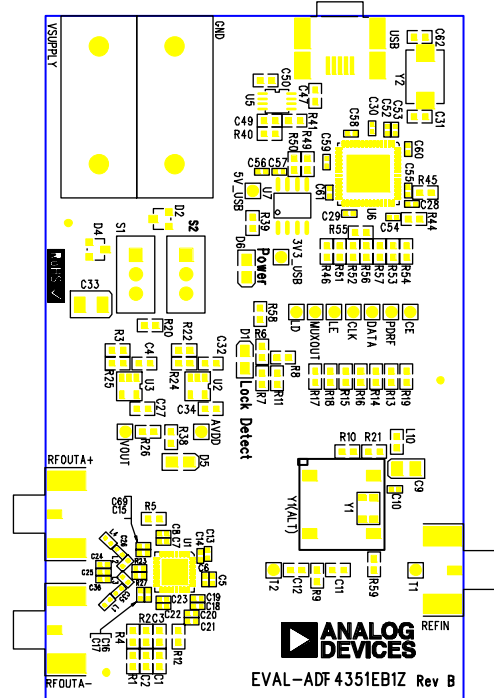 VSUPPLY
GND
USB
C62
Y2
C31
C50
U5
C47
C49
R40
R41
R50
R49
C58
C30
C52
C53
C60
C59
C56
C57
C61
C55
R45
C28
5V_USB
U7
C29
U6
C54
R44
R39
R55
D2
D4
S1
S2
D6
Power
3V3_USB
R46
R51
R52
R56
R57
R53
R54
RoHS
C33
R58
LD
MUXOUT
LE
CLK
DATA
PDRF
CE
R20
R3
R22
D1
R6
R8
C4
C32
R25
R24
U3
U2
R7
R11
R17
R18
R15
R16
R14
R13
R19
C27
C34
Lock Detect
VOUT
R26
R38
AVDD
D5
R10
R21
L10
C9
C10
Y1(ALT)
Y1
RFOUTA+
C69
C15
R5
C8
C7
U1
C14
C13
C6
C5
C24
C25
C36
R23
R27
L1
C23
C22
C19
C18
C20
C21
C16
C17
R4
R2
C3
R12
R1
C2
C1
T2
C12
R9
C11
R59
T1
REFIN
RFOUTA-
ANALOG
DEVICES
EVAL-ADF4351EB1Z Rev B